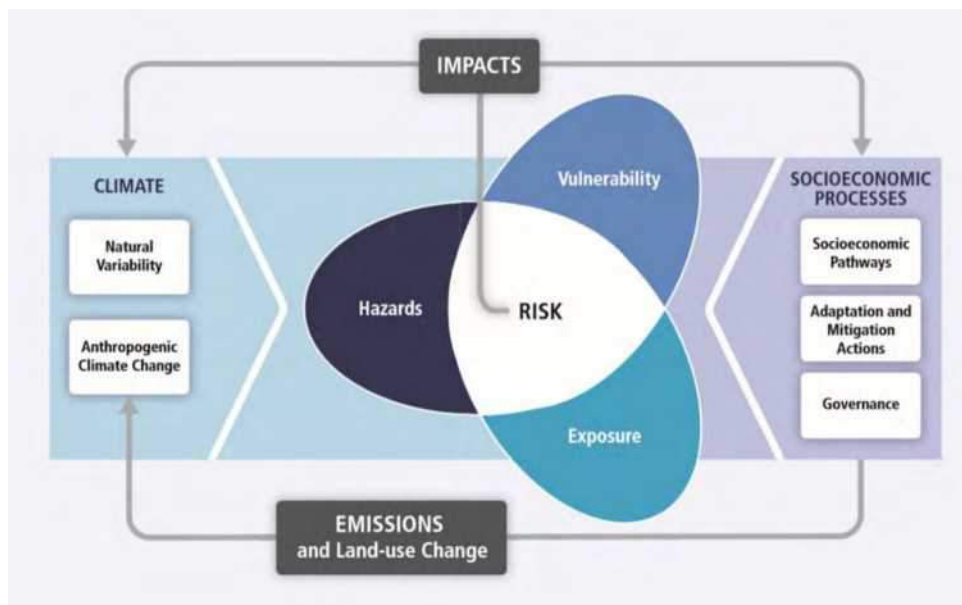 IMPACTS
CLIMATE
Natural
Variability
Anthropogenic
Climate Change
Vulnerability
Hazards
RISK
Exposure
SOCIOECONOMIC
PROCESSES
Socioeconomic
Pathways
Adaptation and
Mitigation
Actions
Governance
EMISSIONS
and Land-use Change